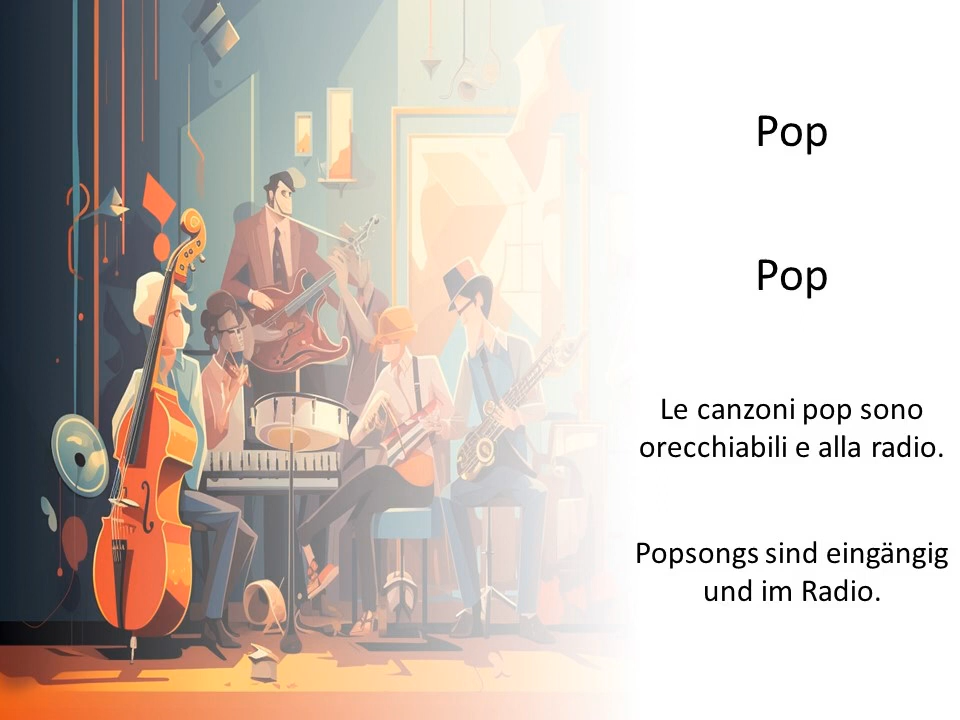 Pop
Pop
Le canzoni pop sono
orecchiabili e alla radio.
Popsongs sind eingängig
und im Radio.